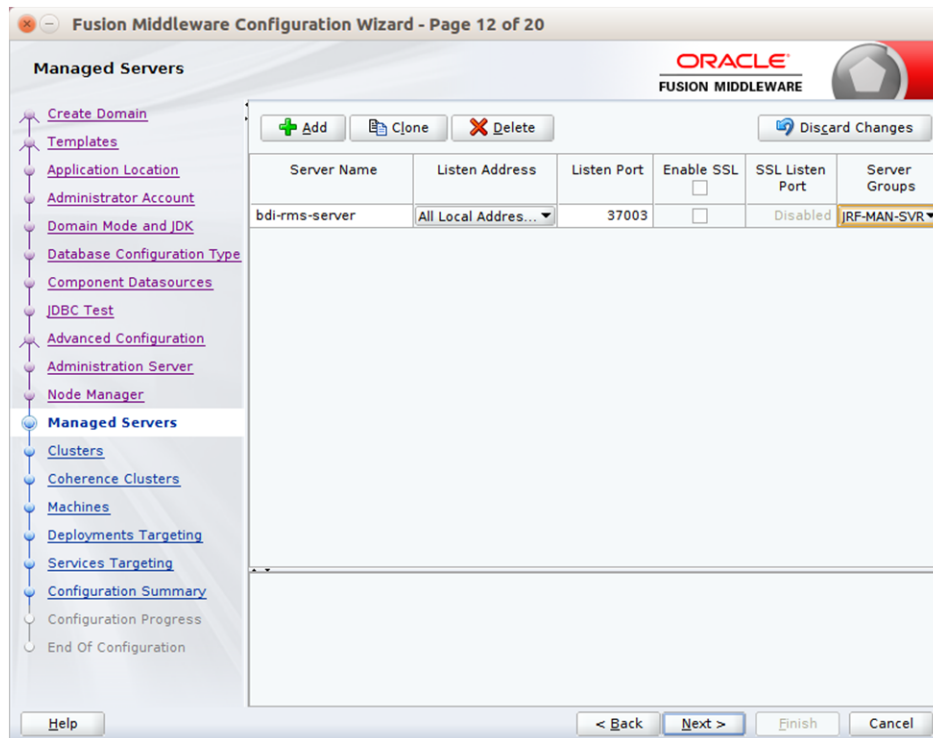 Fusion Middleware Configuration Wizard - Page 12 of 20
Managed Servers
ORACLE
FUSION MIDDLEWARE
Create Domain
Templates
Application Location
Administrator Account
Domain Mode and JDK
Database Configuration Type
Component Datasources
JDBC Test
Advanced Configuration
Administration Server
Node Manager
Managed Servers
Clusters
Coherence Clusters
Machines
Deployments Targeting
Services Targeting
Configuration Summary
Configuration Progress
End Of Configuration
Add Clone Delete Discard Changes
Server Name Listen Address Listen Port Enable SSL SSL Listen Port Server Groups
bdi-rms-server All Local Addres... 37003 Disabled JRF-MAN-SVR
Help < Back Next > Finish Cancel